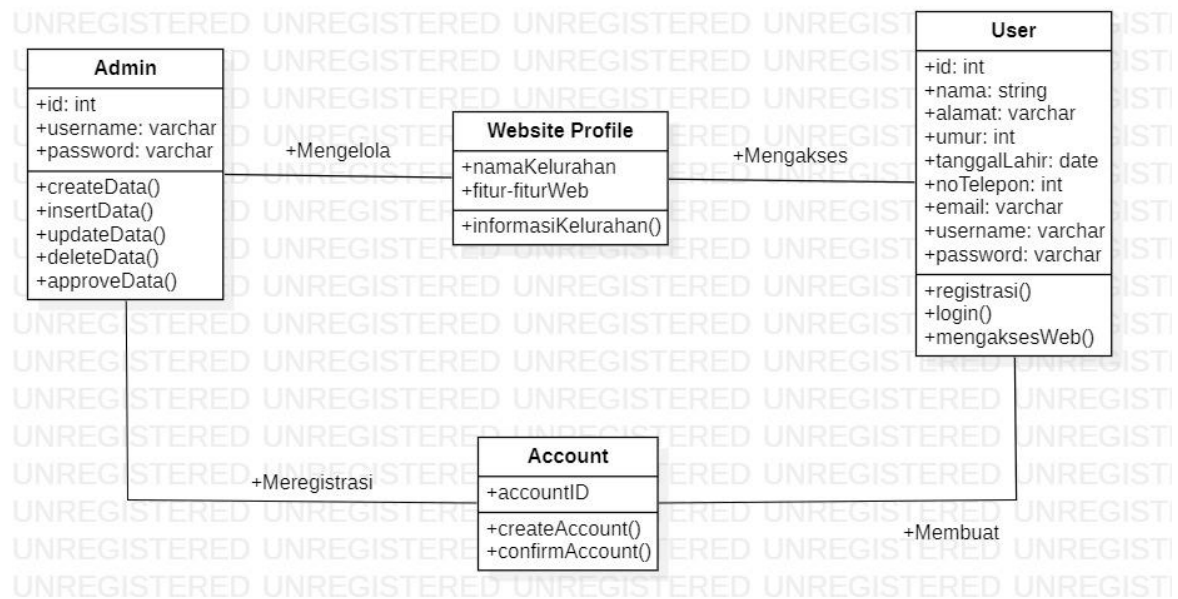 Admin
+id: int
+username: varchar
+password: varchar
+createData()
+insertData()
+updateData()
+deleteData()
+approveData()
+Mengelola
Website Profile
+namaKelurahan
+fitur-fiturWeb
+informasiKelurahan()
+Mengakses
User
+id: int
+nama: string
+alamat: varchar
+umur: int
+tanggalLahir: date
+noTelepon: int
+email: varchar
+username: varchar
+password: varchar
+registrasi()
+login()
+mengaksesWeb()
+Meregistrasi
Account
+accountID
+createAccount()
+confirmAccount()
+Membuat
UNREGISTERED